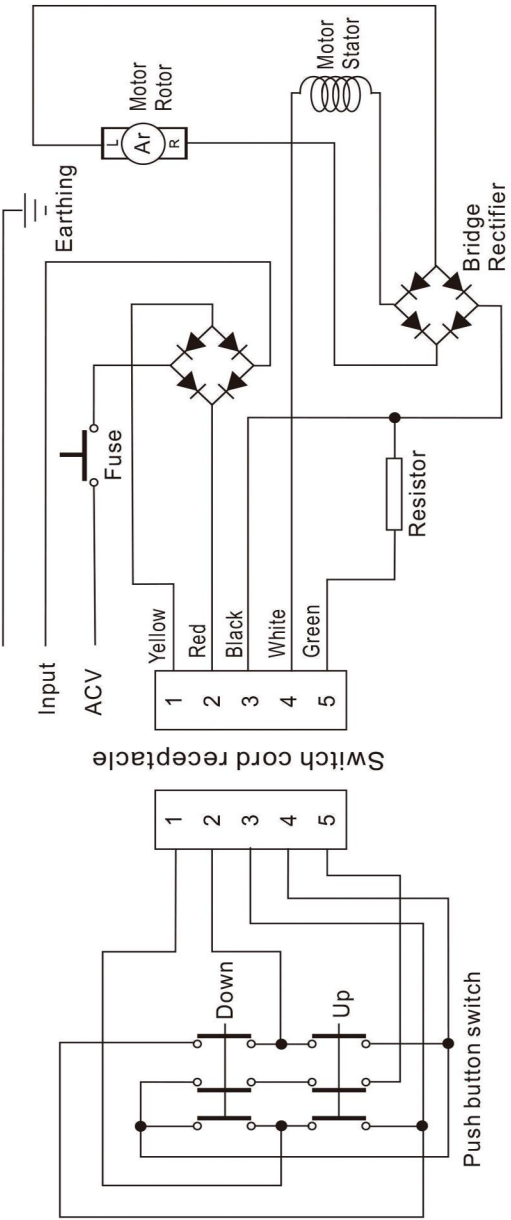 Earthing
Input
ACV
Fuse
Motor
Rotor
L
Ar
R
Motor
Stator
Bridge
Rectifier
Resistor
Yellow
Red
Black
White
Green
1
2
3
4
5
Switch cord receptacle
1
2
3
4
5
Down
Up
Push button switch